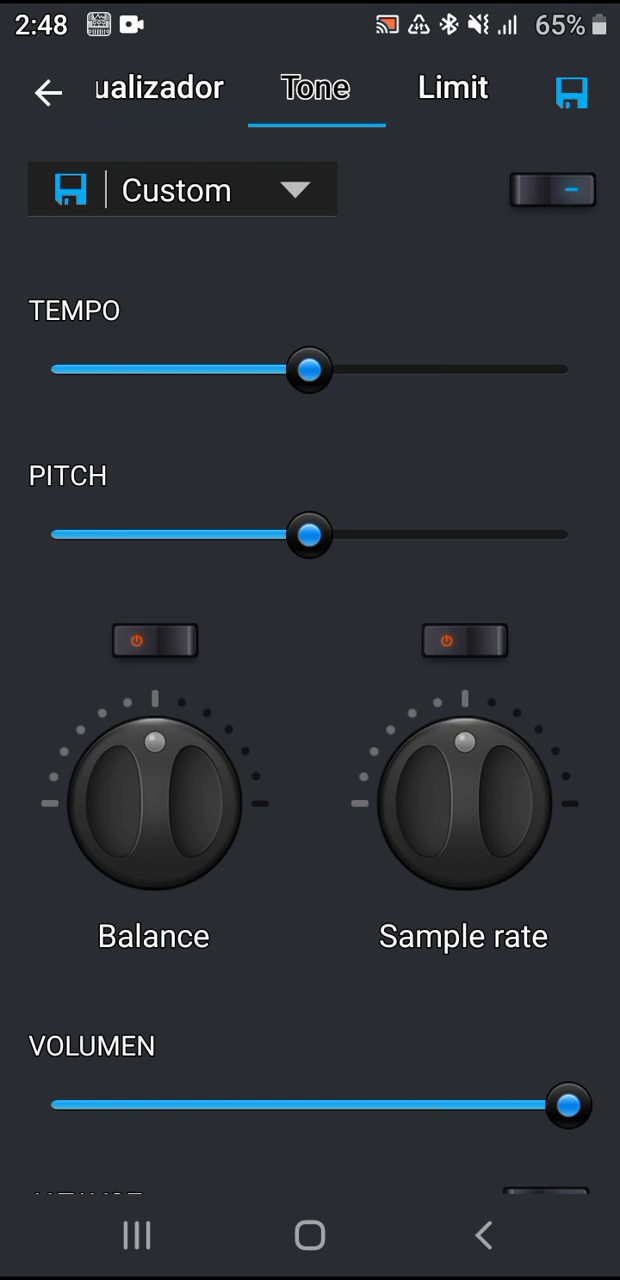 2:48 65%
ualizador Tone Limit
Custom
TEMPO
PITCH
Balance Sample rate
VOLUMEN